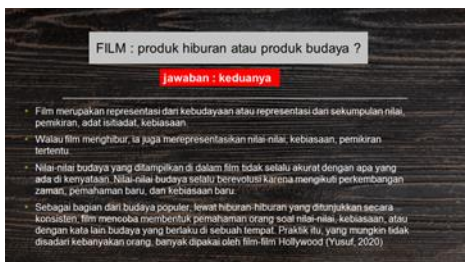 FILM : produk hiburan atau produk budaya ?
jawaban : keduanya
Film merupakan representasi dari kebudayaan atau representasi dari sekumpulan nilai,
pemikiran, adat istiadat, kebiasaan.
Walau film menghibur, ia juga merepresentasikan nilai-nilai, kebiasaan, pemikiran
tertentu.
Nilai-nilai budaya yang ditampilkan di dalam film tidak selalu akurat dengan apa yang
ada di kenyataan. Nilai-nilai budaya selalu berevolusi karena mengikuti perkembangan
zaman, pemahaman baru, dan kebiasaan baru.
Sebagai bagian dari budaya populer, lewat hiburan-hiburan yang ditunjukkan secara
konsisten, film mencoba membentuk pemahaman orang soal nilai-nilai, kebiasaan, atau
dengan kata lain budaya yang berlaku di sebuah tempat. Praktik itu, yang mungkin tidak
disadari kebanyakan orang, banyak dipakai oleh film-film Hollywood (Yusuf, 2020)